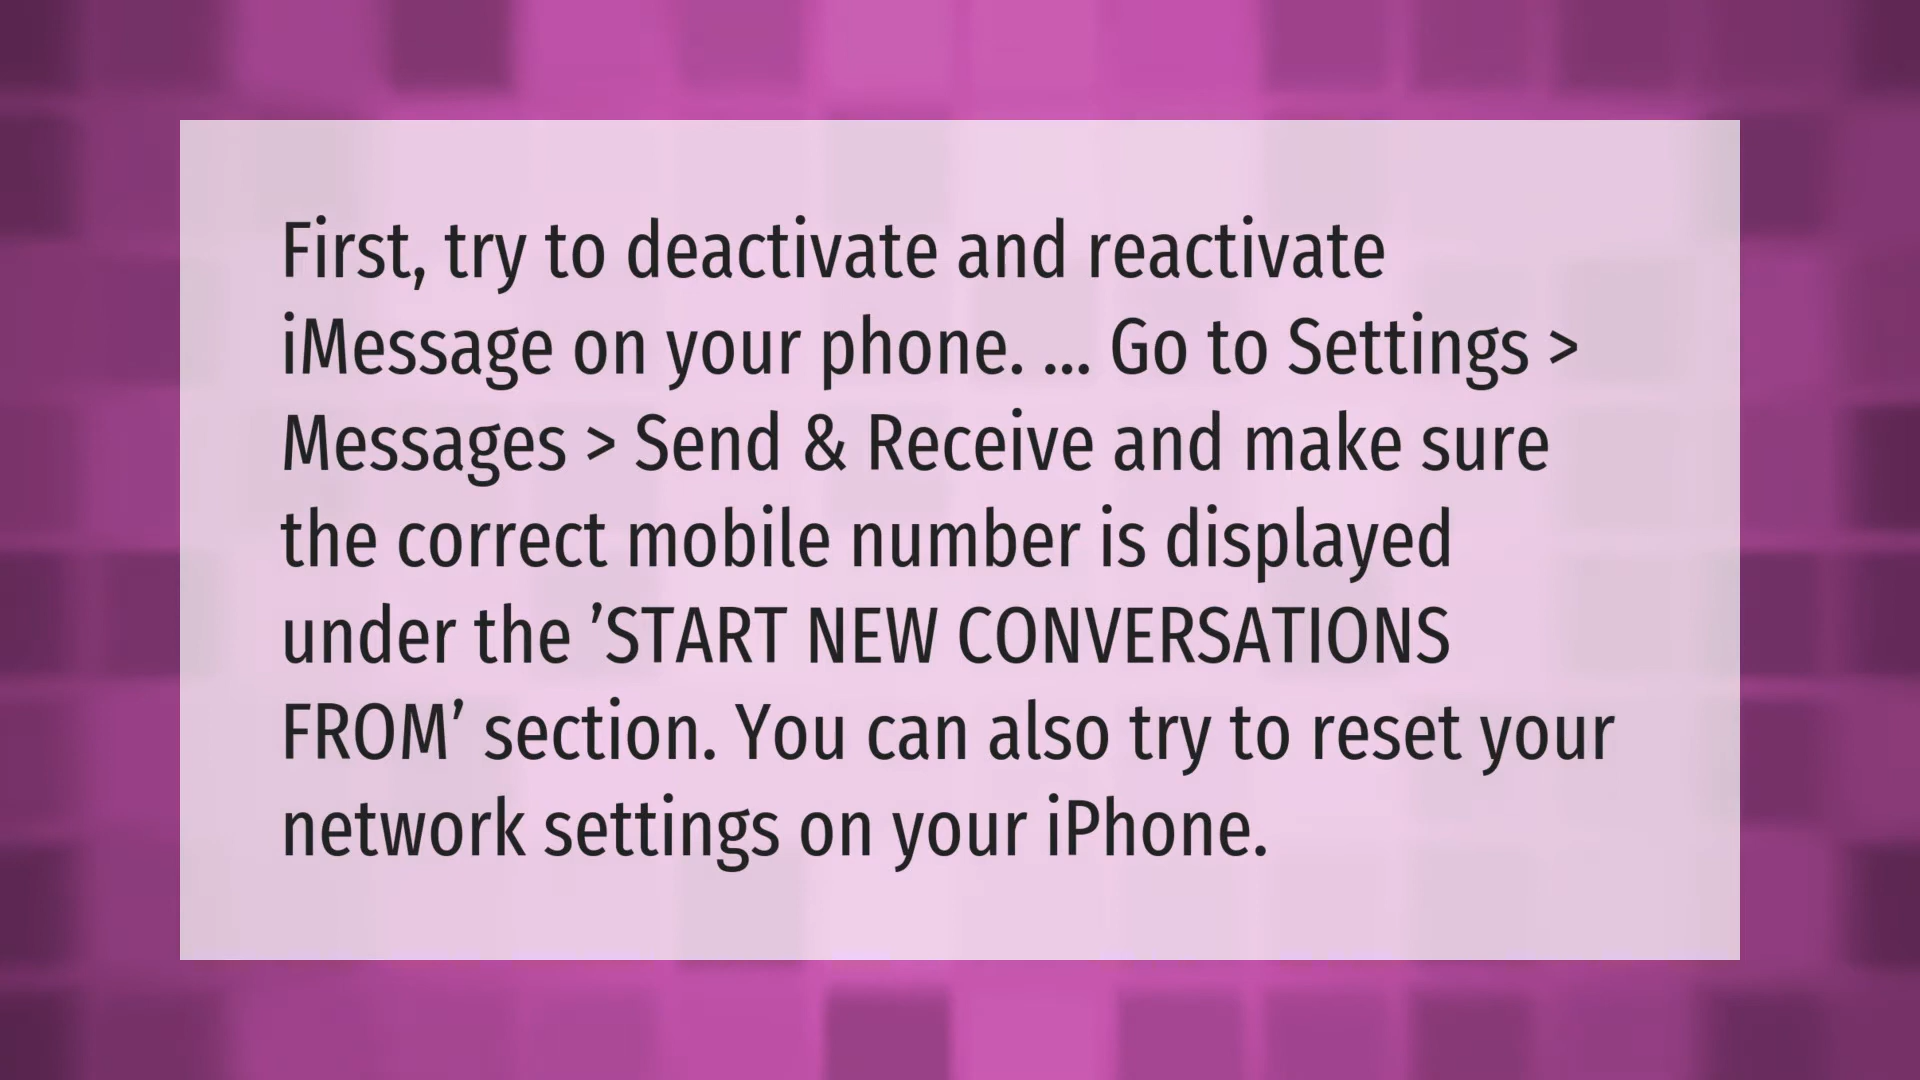 First, try to deactivate and reactivate
iMessage on your phone. ... Go to Settings >
Messages > Send & Receive and make sure
the correct mobile number is displayed
under the ’START NEW CONVERSATIONS
FROM’ section. You can also try to reset your
network settings on your iPhone.